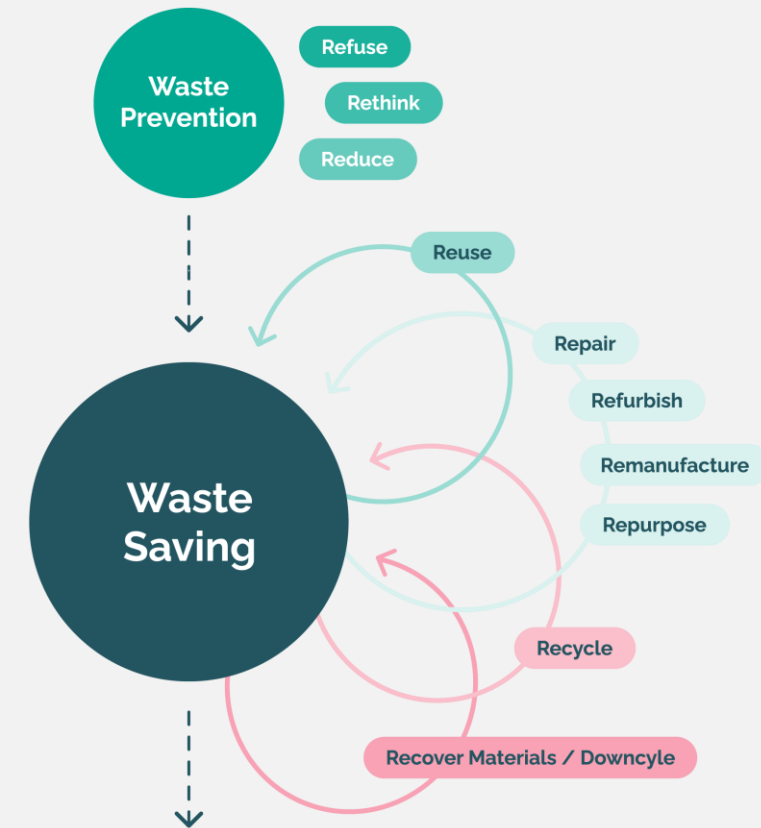 Waste
Prevention
Refuse
Rethink
Reduce
Reuse
Repair
Refurbish
Remanufacture
Repurpose
Waste
Saving
Recycle
Recover Materials / Downcyle